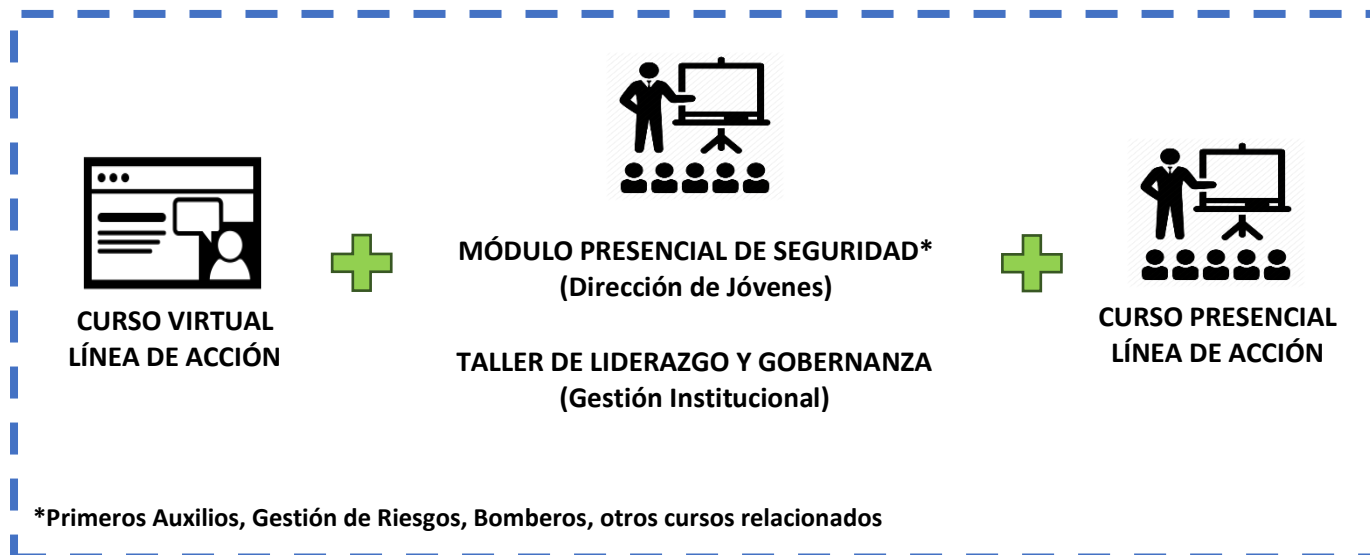 CURSO VIRTUAL
LÍNEA DE ACCIÓN
MÓDULO PRESENCIAL DE SEGURIDAD*
(Dirección de Jóvenes)
TALLER DE LIDERAZGO Y GOBERNANZA
(Gestión Institucional)
CURSO PRESENCIAL
LÍNEA DE ACCIÓN
*Primeros Auxilios, Gestión de Riesgos, Bomberos, otros cursos relacionados